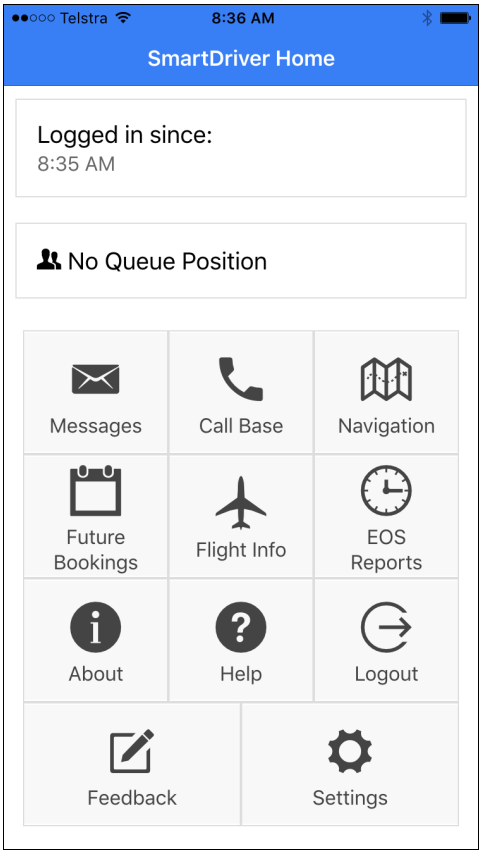 Telstra 8:36 AM
SmartDriver Home
Logged in since:
8:35 AM
No Queue Position
Messages
Call Base
Navigation
Future
Bookings
Flight Info
EOS
Reports
About
Help
Logout
Feedback
Settings